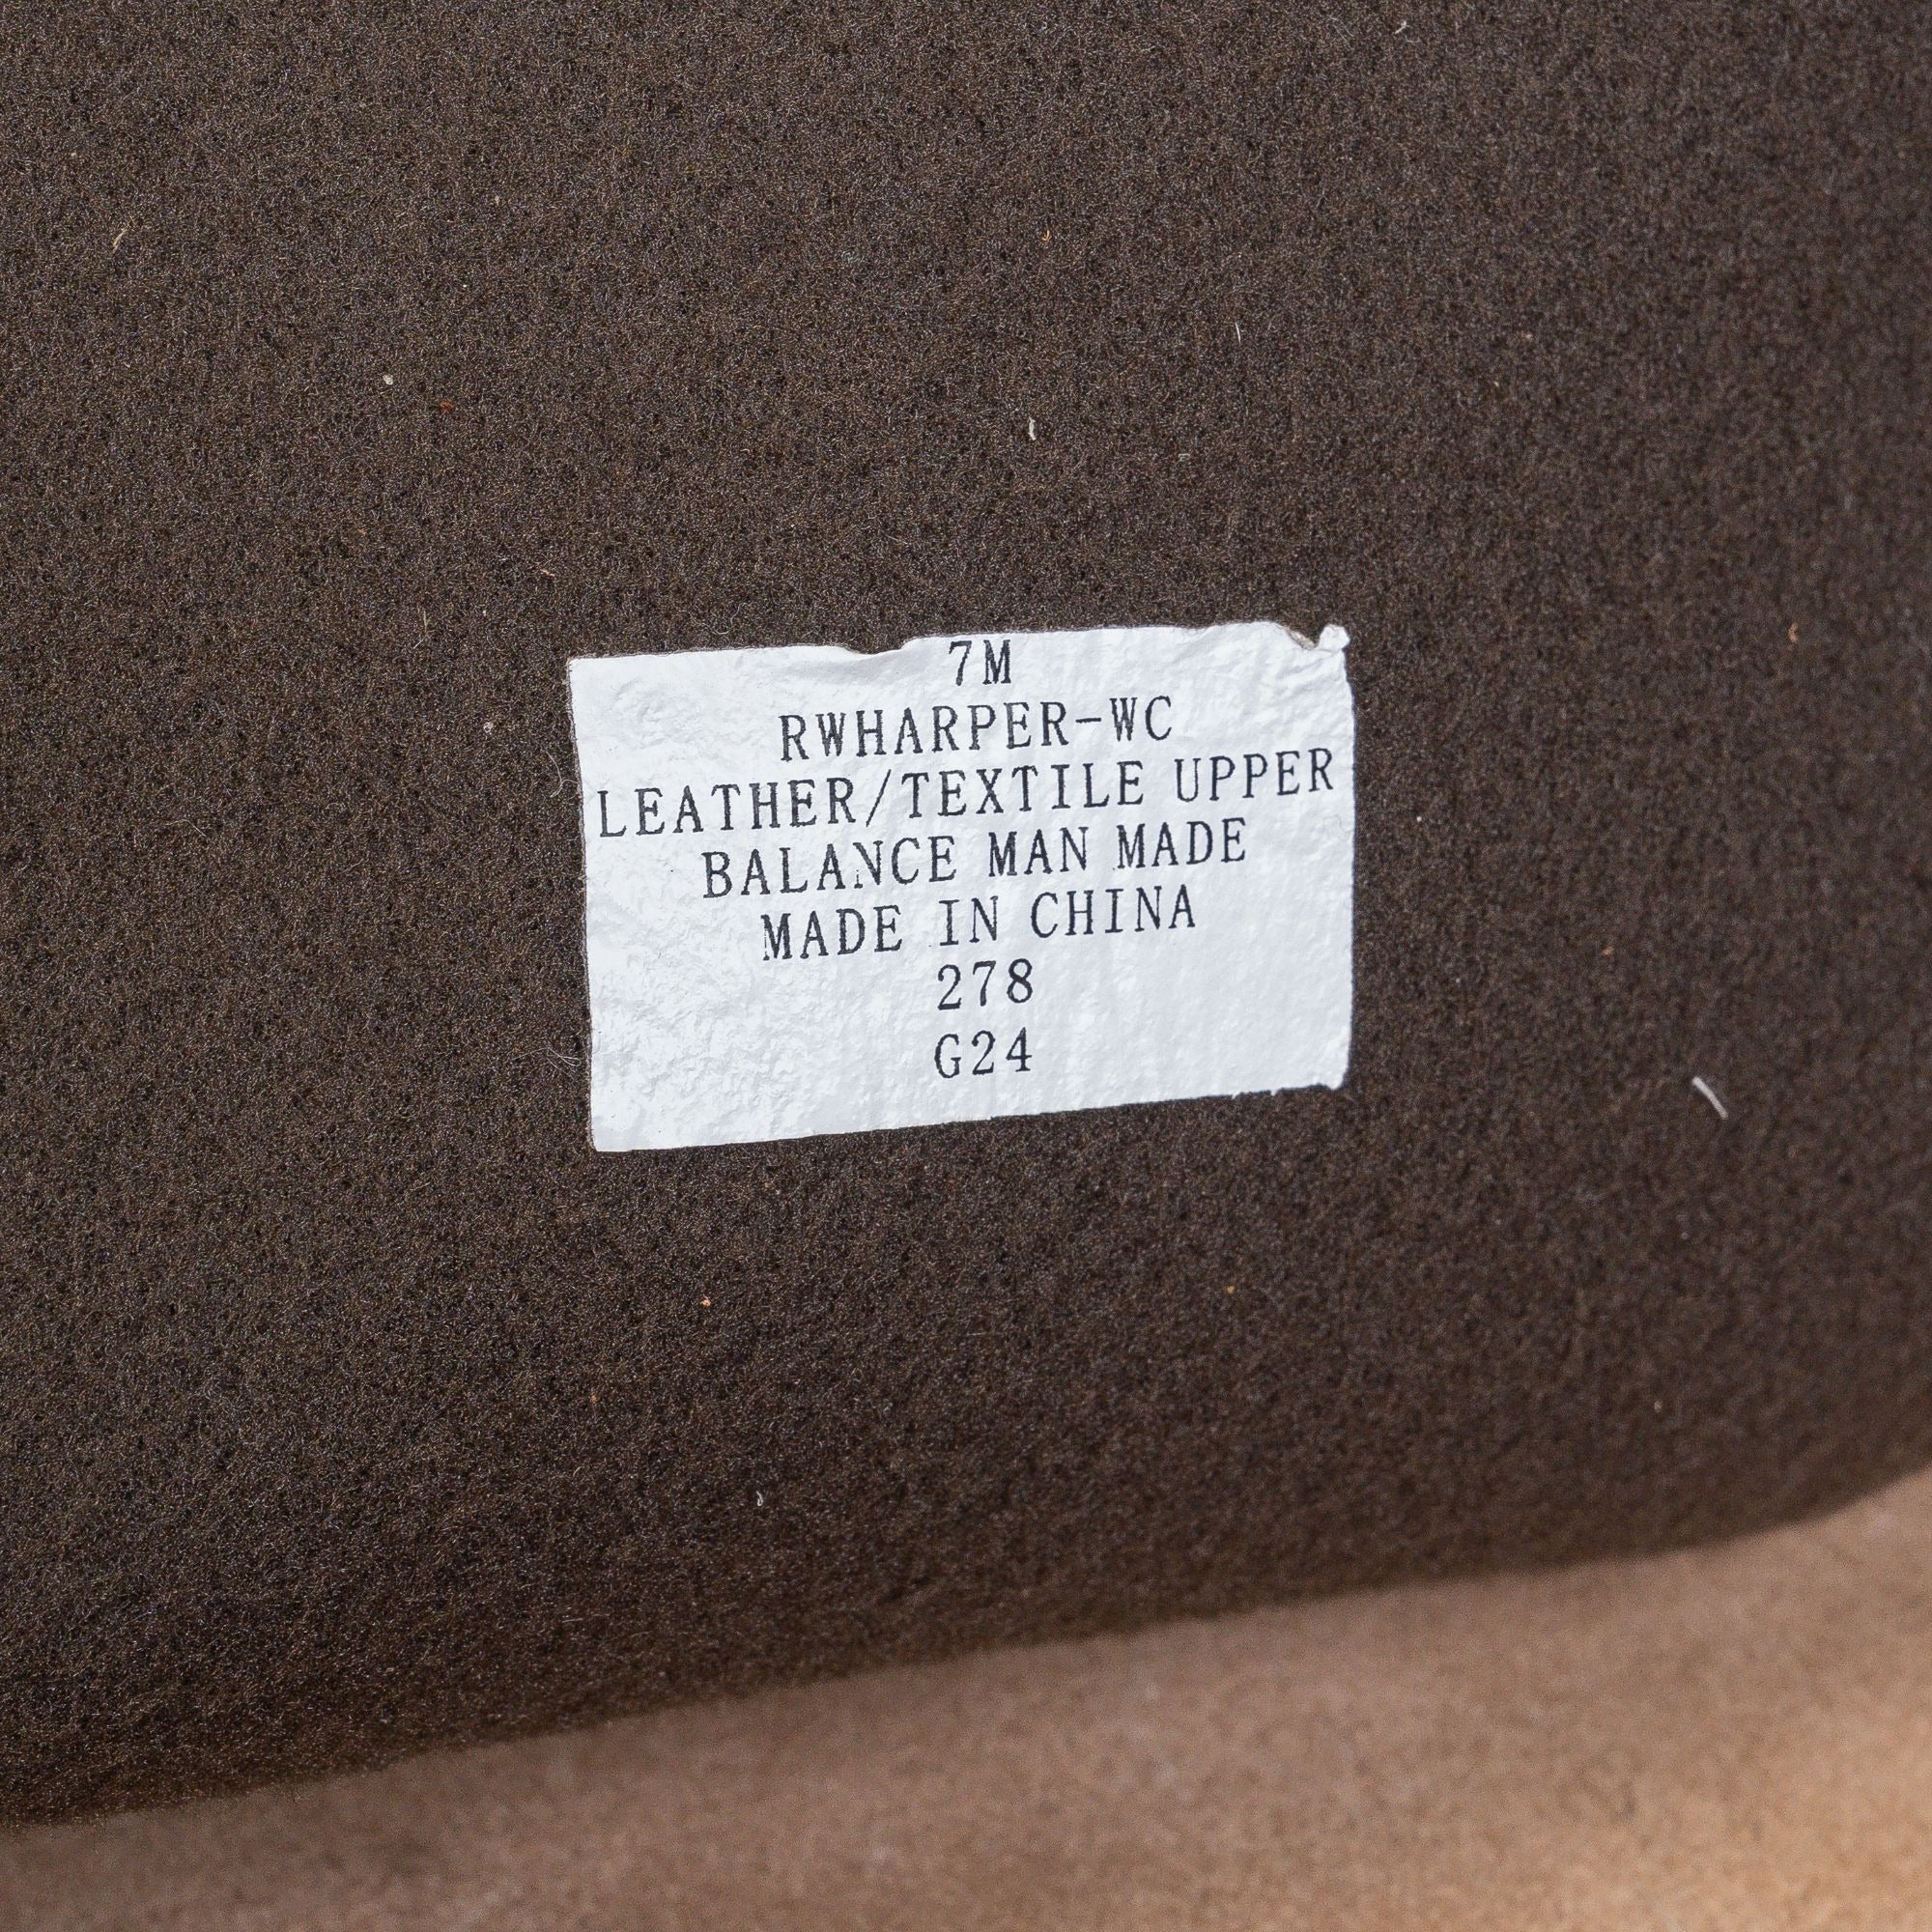 7M
RWHARPER-WC
LEATHER/TEXTILE UPPER
BALANCE MAN MADE
MADE IN CHINA
278
G24